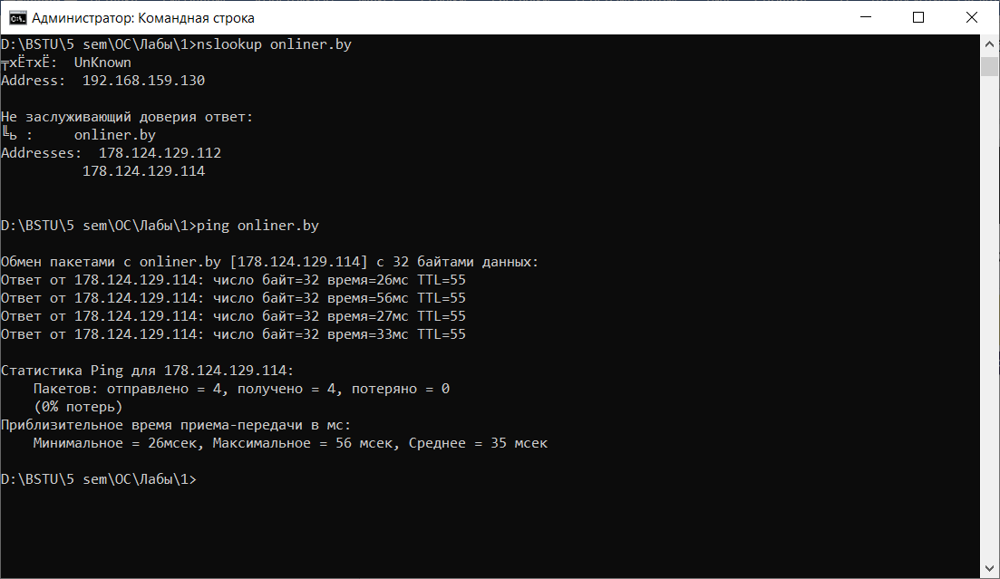 Администратор: Командная строка
D:\BSTU\5 sem\ОС\Лабы\1>nslookup onliner.by
╤хЁтхЁ:  UnKnown
Address:  192.168.159.130
Не заслуживающий доверия ответ:
╚ь :     onliner.by
Addresses:  178.124.129.112
          178.124.129.114
D:\BSTU\5 sem\ОС\Лабы\1>ping onliner.by
Обмен пакетами с onliner.by [178.124.129.114] с 32 байтами данных:
Ответ от 178.124.129.114: число байт=32 время=26мс TTL=55
Ответ от 178.124.129.114: число байт=32 время=56мс TTL=55
Ответ от 178.124.129.114: число байт=32 время=27мс TTL=55
Ответ от 178.124.129.114: число байт=32 время=33мс TTL=55
Статистика Ping для 178.124.129.114:
    Пакетов: отправлено = 4, получено = 4, потеряно = 0
    (0% потерь)
Приблизительное время приема-передачи в мс:
    Минимальное = 26мсек, Максимальное = 56 мсек, Среднее = 35 мсек
D:\BSTU\5 sem\ОС\Лабы\1>